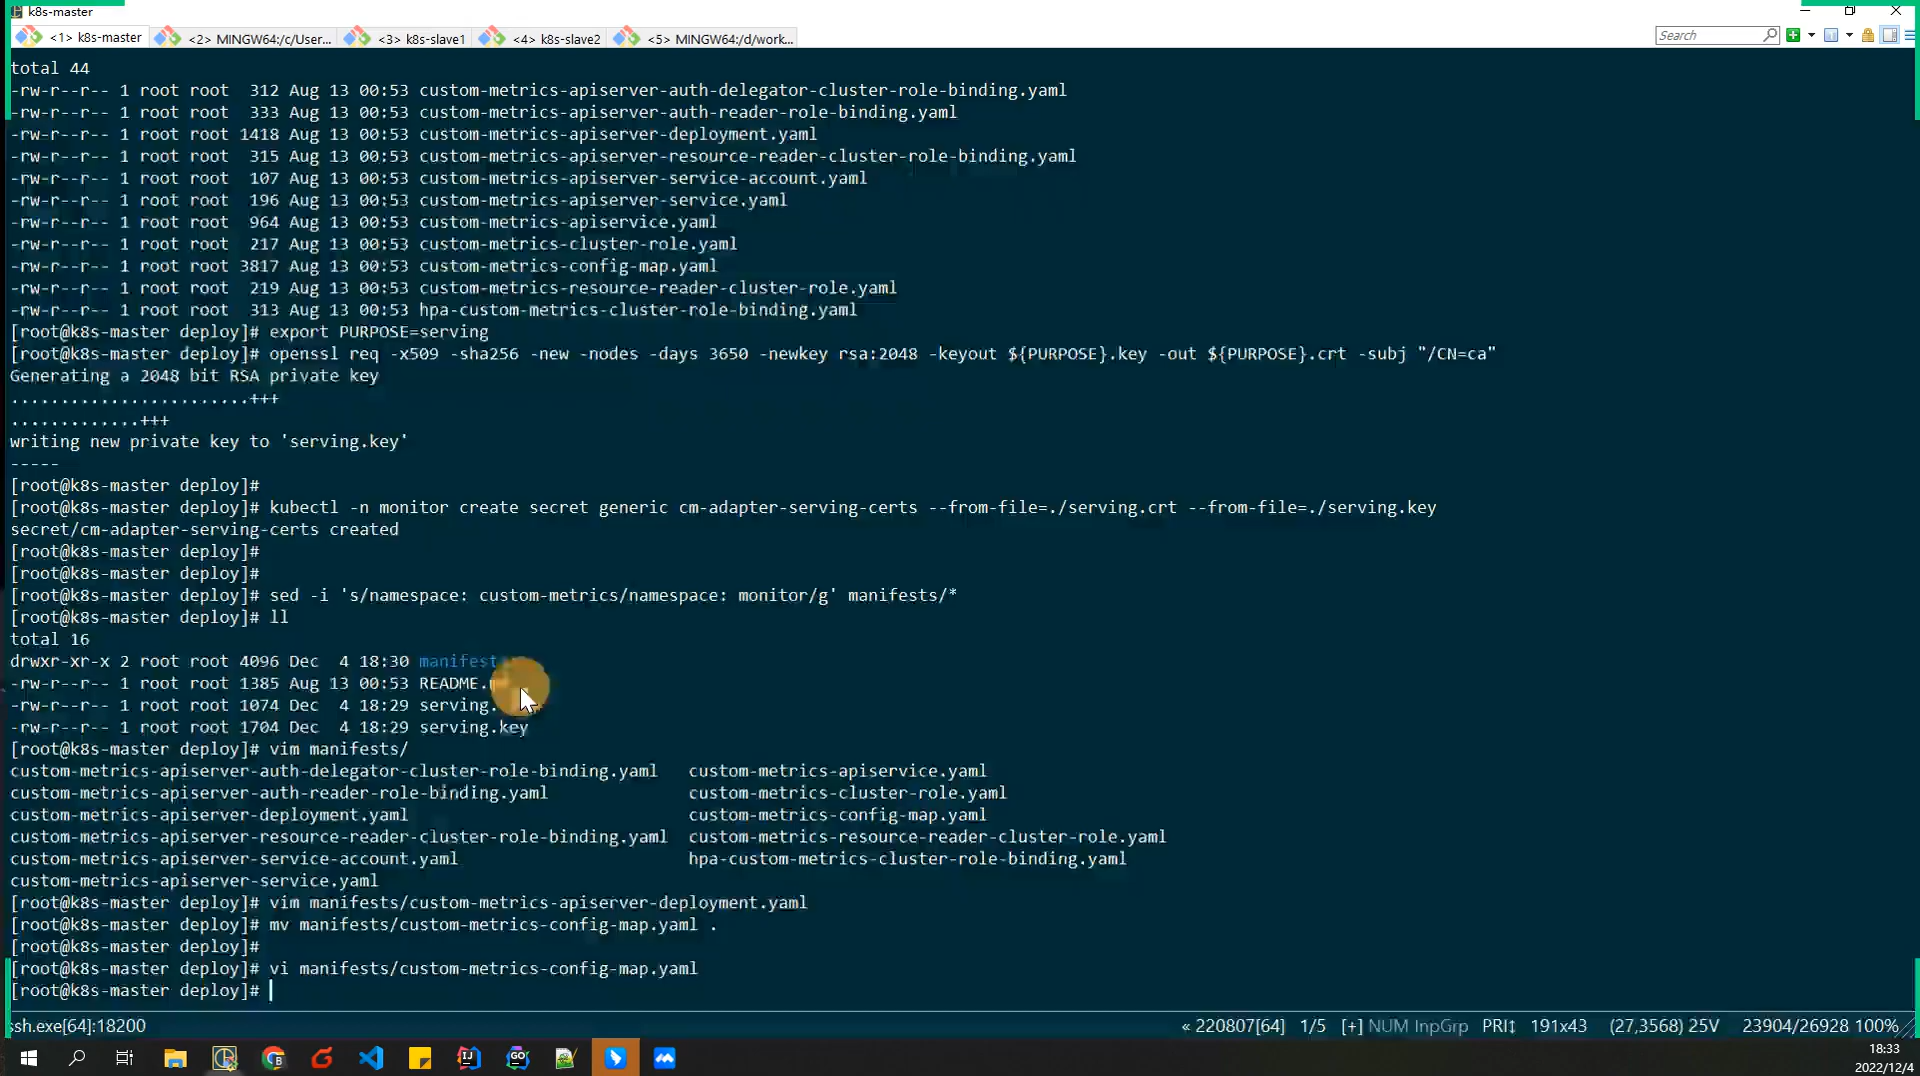 k8s-master
<1> k8s-master <2> MINGW64:/c/User... <3> k8s-slave1 <4> k8s-slave2 <5> MINGW64:/d/work... Search
total 44
-rw-r--r-- 1 root root 312 Aug 13 00:53 custom-metrics-apiserver-auth-delegator-cluster-role-binding.yaml
-rw-r--r-- 1 root root 333 Aug 13 00:53 custom-metrics-apiserver-auth-reader-role-binding.yaml
-rw-r--r-- 1 root root 1418 Aug 13 00:53 custom-metrics-apiserver-deployment.yaml
-rw-r--r-- 1 root root 315 Aug 13 00:53 custom-metrics-apiserver-resource-reader-cluster-role-binding.yaml
-rw-r--r-- 1 root root 107 Aug 13 00:53 custom-metrics-apiserver-service-account.yaml
-rw-r--r-- 1 root root 196 Aug 13 00:53 custom-metrics-apiserver-service.yaml
-rw-r--r-- 1 root root 964 Aug 13 00:53 custom-metrics-apiservice.yaml
-rw-r--r-- 1 root root 217 Aug 13 00:53 custom-metrics-cluster-role.yaml
-rw-r--r-- 1 root root 3817 Aug 13 00:53 custom-metrics-config-map.yaml
-rw-r--r-- 1 root root 219 Aug 13 00:53 custom-metrics-resource-reader-cluster-role.yaml
-rw-r--r-- 1 root root 313 Aug 13 00:53 hpa-custom-metrics-cluster-role-binding.yaml
[root@k8s-master deploy]# export PURPOSE=serving
[root@k8s-master deploy]# openssl req -x509 -sha256 -new -nodes -days 3650 -newkey rsa:2048 -keyout ${PURPOSE}.key -out ${PURPOSE}.crt -subj "/CN=ca"
Generating a 2048 bit RSA private key
........................+++
.............+++
writing new private key to 'serving.key'
-----
[root@k8s-master deploy]#
[root@k8s-master deploy]# kubectl -n monitor create secret generic cm-adapter-serving-certs --from-file=./serving.crt --from-file=./serving.key
secret/cm-adapter-serving-certs created
[root@k8s-master deploy]#
[root@k8s-master deploy]#
[root@k8s-master deploy]# sed -i 's/namespace: custom-metrics/namespace: monitor/g' manifests/*
[root@k8s-master deploy]# ll
total 16
drwxr-xr-x 2 root root 4096 Dec 4 18:30 manifest
-rw-r--r-- 1 root root 1385 Aug 13 00:53 README.
-rw-r--r-- 1 root root 1074 Dec 4 18:29 serving.
-rw-r--r-- 1 root root 1704 Dec 4 18:29 serving.key
[root@k8s-master deploy]# vim manifests/
custom-metrics-apiserver-auth-delegator-cluster-role-binding.yaml custom-metrics-apiservice.yaml
custom-metrics-apiserver-auth-reader-role-binding.yaml custom-metrics-cluster-role.yaml
custom-metrics-apiserver-deployment.yaml custom-metrics-config-map.yaml
custom-metrics-apiserver-resource-reader-cluster-role-binding.yaml custom-metrics-resource-reader-cluster-role.yaml
custom-metrics-apiserver-service-account.yaml hpa-custom-metrics-cluster-role-binding.yaml
custom-metrics-apiserver-service.yaml
[root@k8s-master deploy]# vim manifests/custom-metrics-apiserver-deployment.yaml
[root@k8s-master deploy]# mv manifests/custom-metrics-config-map.yaml .
[root@k8s-master deploy]#
[root@k8s-master deploy]# vi manifests/custom-metrics-config-map.yaml
[root@k8s-master deploy]#
ssh.exe[64]:18200 « 220807[64] 1/5 [+] NUM InpGrp PRI↕ 191x43 (27,3568) 25V 23904/26928 100%
18:33
2022/12/4